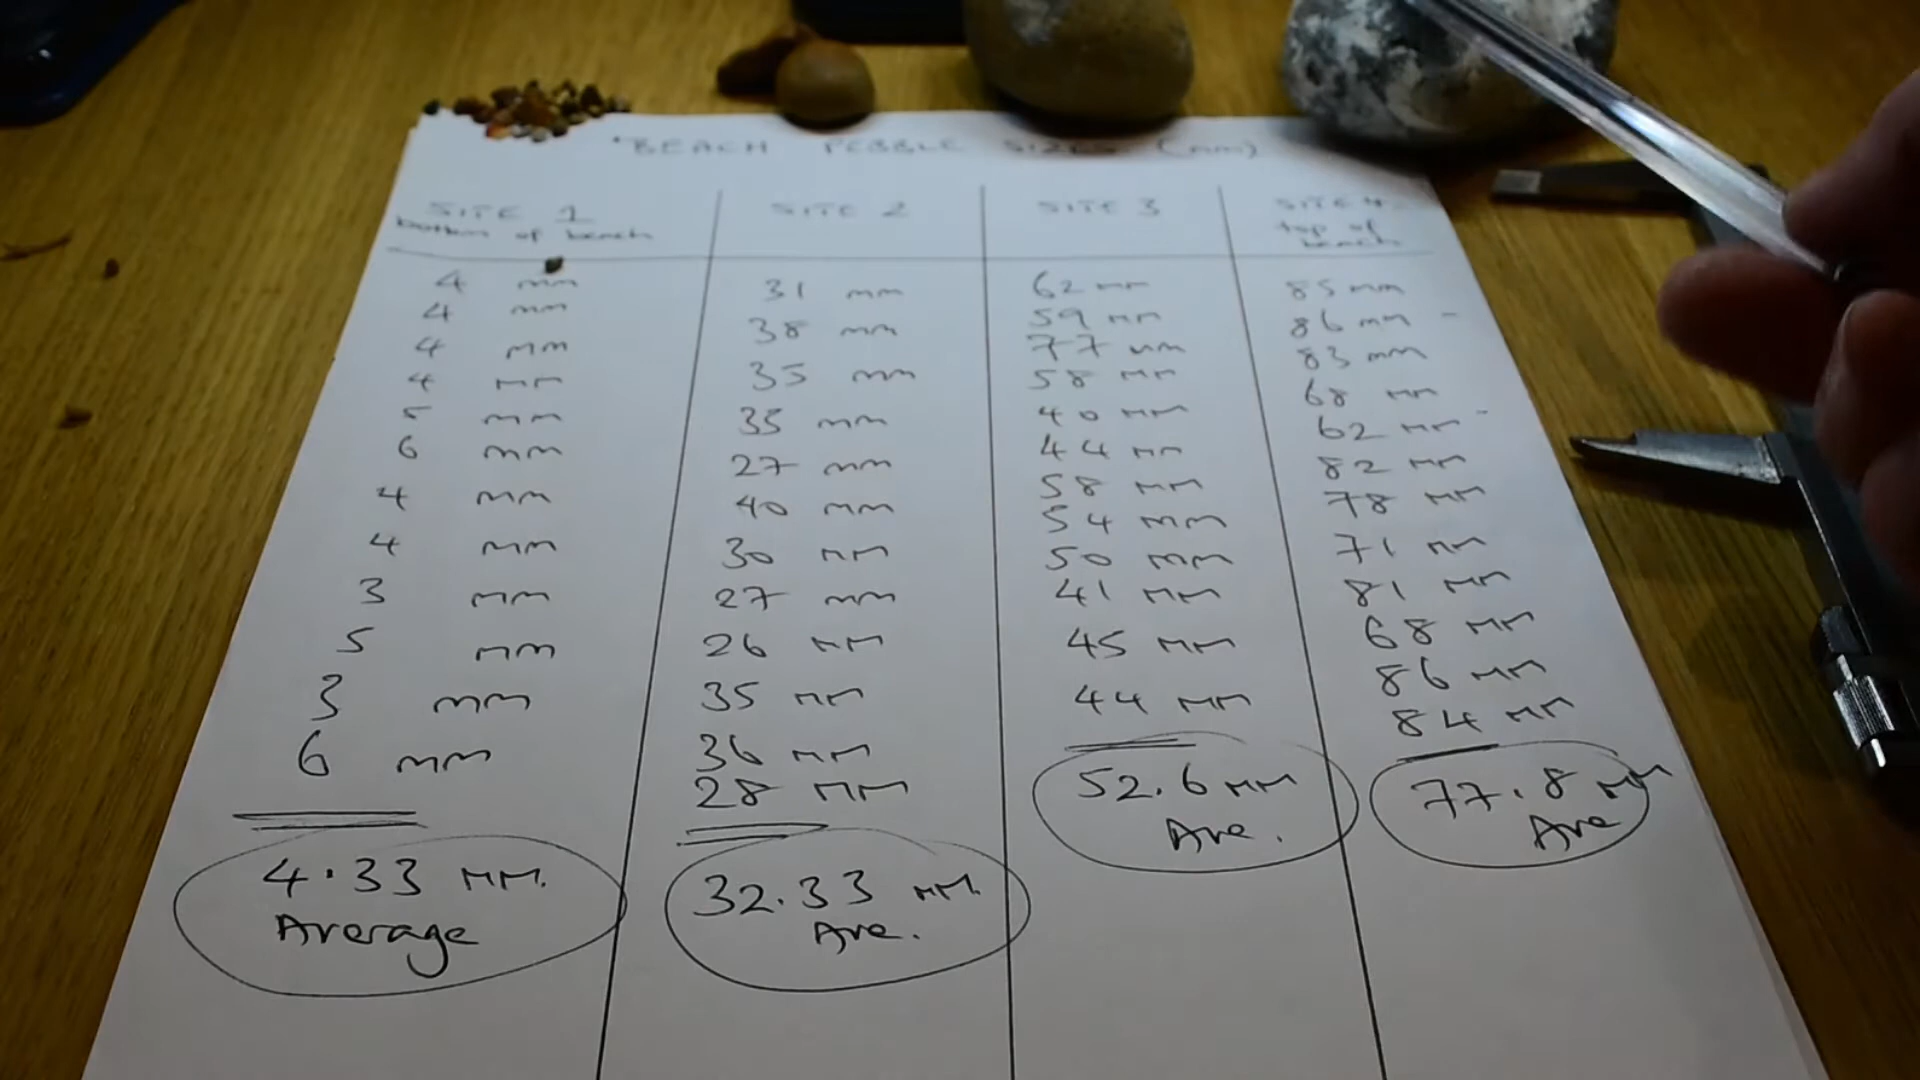 BEACH PEBBLE SIZES (mm)
SITE 1
bottom of beach
4 mm
4 mm
4 mm
4 mm
5 mm
6 mm
4 mm
4 mm
3 mm
5 mm
3 mm
6 mm
4.33 mm.
Average
SITE 2
31 mm
38 mm
35 mm
35 mm
27 mm
40 mm
30 mm
27 mm
26 mm
35 mm
36 mm
28 mm
32.33 mm.
Ave.
SITE 3
62 mm
59 mm
77 mm
58 mm
40 mm
44 mm
58 mm
54 mm
50 mm
41 mm
45 mm
44 mm
52.6 mm
Ave.
SITE 4
top of
beach
85 mm
86 mm
83 mm
68 mm
62 mm
82 mm
78 mm
71 mm
81 mm
68 mm
86 mm
84 mm
77.8 mm
Ave